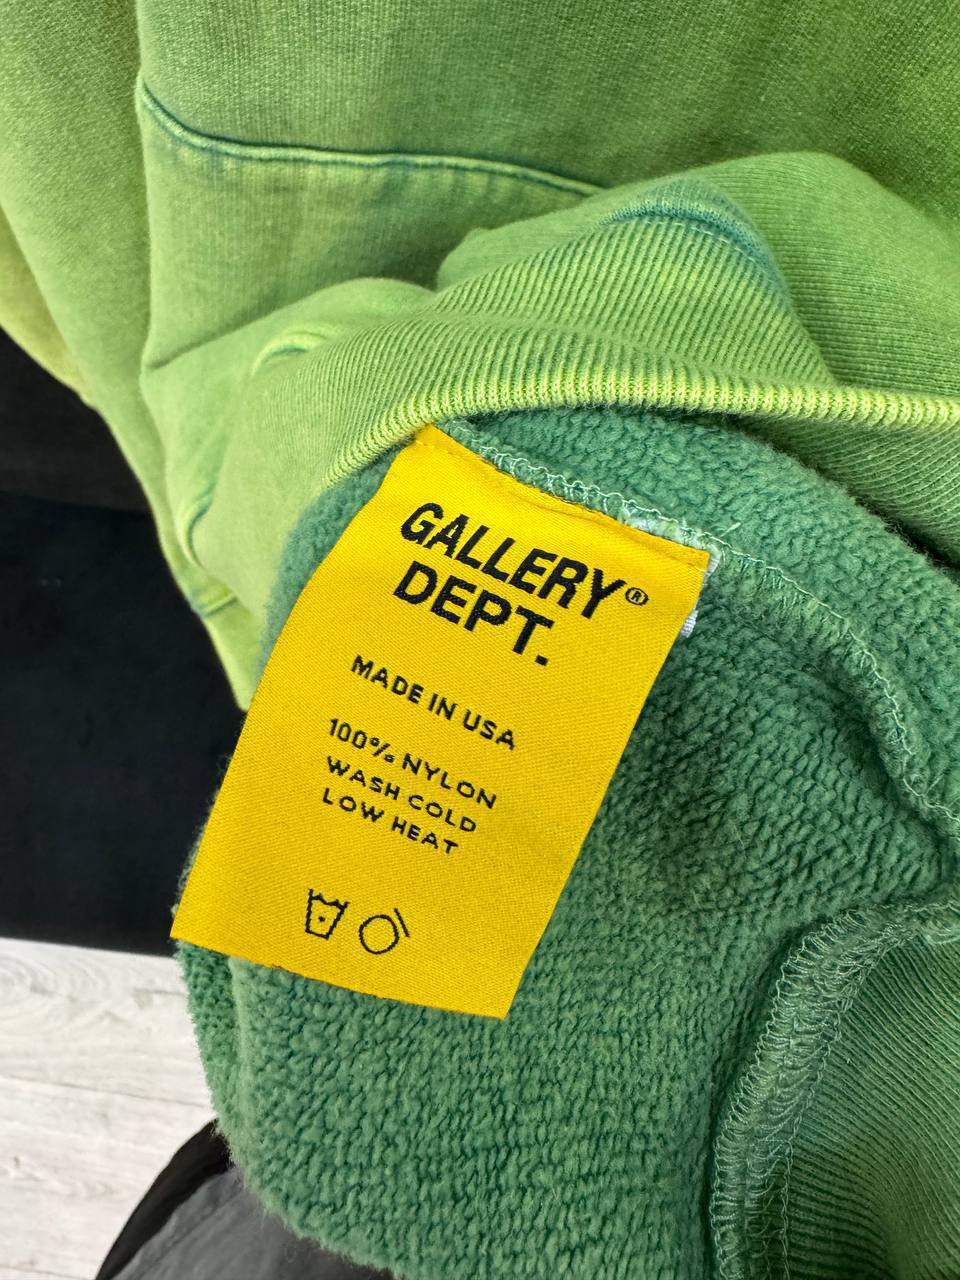 GALLERY®
DEPT.
MADE IN USA
100% NYLON
WASH COLD
LOW HEAT